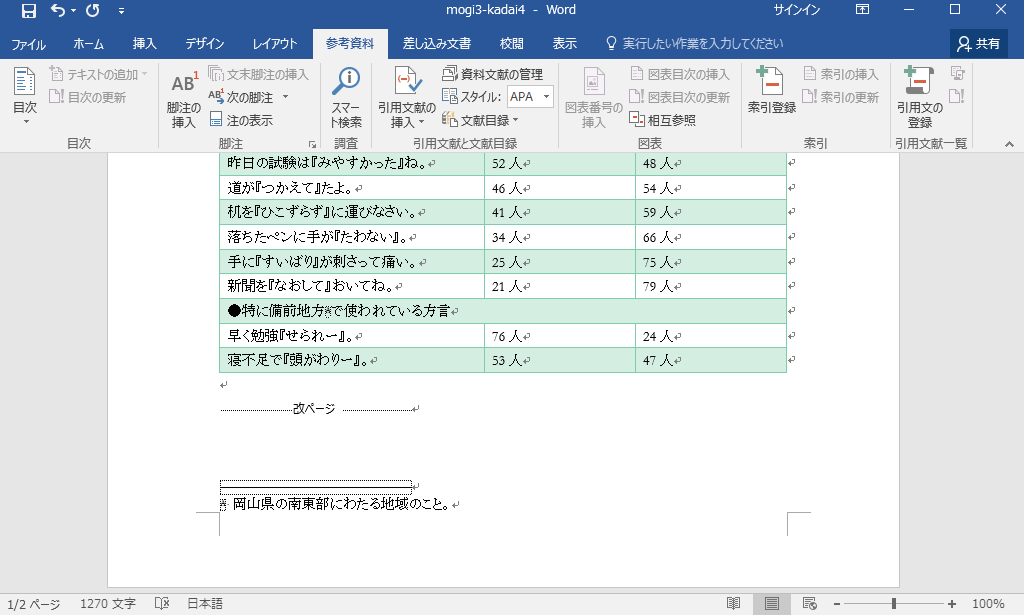 mogi3-kadai4 - Word
サインイン
ファイル ホーム 挿入 デザイン レイアウト 参考資料 差し込み文書 校閲 表示 実行したい作業を入力してください 共有
目次
テキストの追加
目次の更新
目次
AB1
脚注の挿入
文末脚注の挿入
AB1 次の脚注
注の表示
脚注
スマート検索
調査
引用文献の挿入
資料文献の管理
スタイル: APA
文献目録
引用文献と文献目録
図表番号の挿入
図表目次の挿入
図表目次の更新
相互参照
図表
索引登録
索引の挿入
索引の更新
索引
引用文の登録
引用文献一覧
昨日の試験は『みやすかった』ね。 52 人 48 人
道が『つかえて』たよ。 46 人 54 人
机を『ひこずらず』に運びなさい。 41 人 59 人
落ちたペンに手が『たわない』。 34 人 66 人
手に『すいばり』が刺さって痛い。 25 人 75 人
新聞を『なおして』おいてね。 21 人 79 人
●特に備前地方で使われている方言
早く勉強『せられー』。 76 人 24 人
寝不足で『頭がわりー』。 53 人 47 人
改ページ
岡山県の南東部にわたる地域のこと。
1/2 ページ 1270 文字 日本語 100%